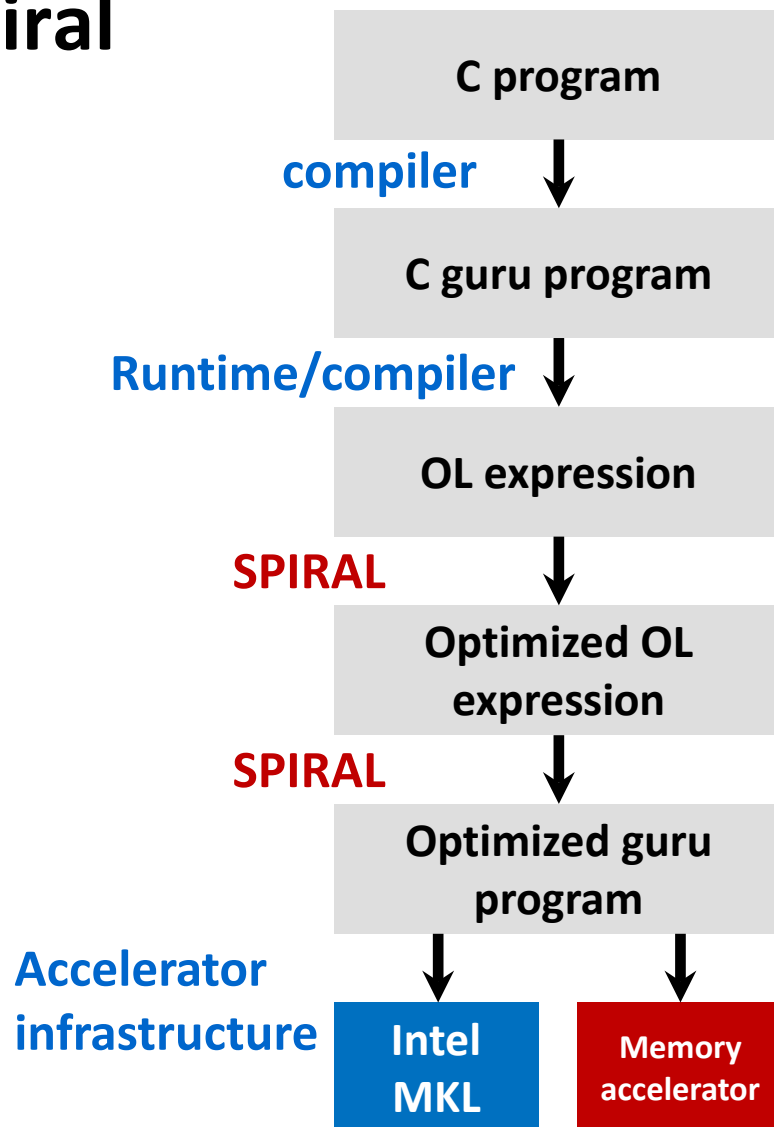 iral
C program
compiler
C guru program
Runtime/compiler
OL expression
SPIRAL
Optimized OL
expression
SPIRAL
Optimized guru
program
Accelerator
infrastructure
Intel
MKL
Memory
accelerator